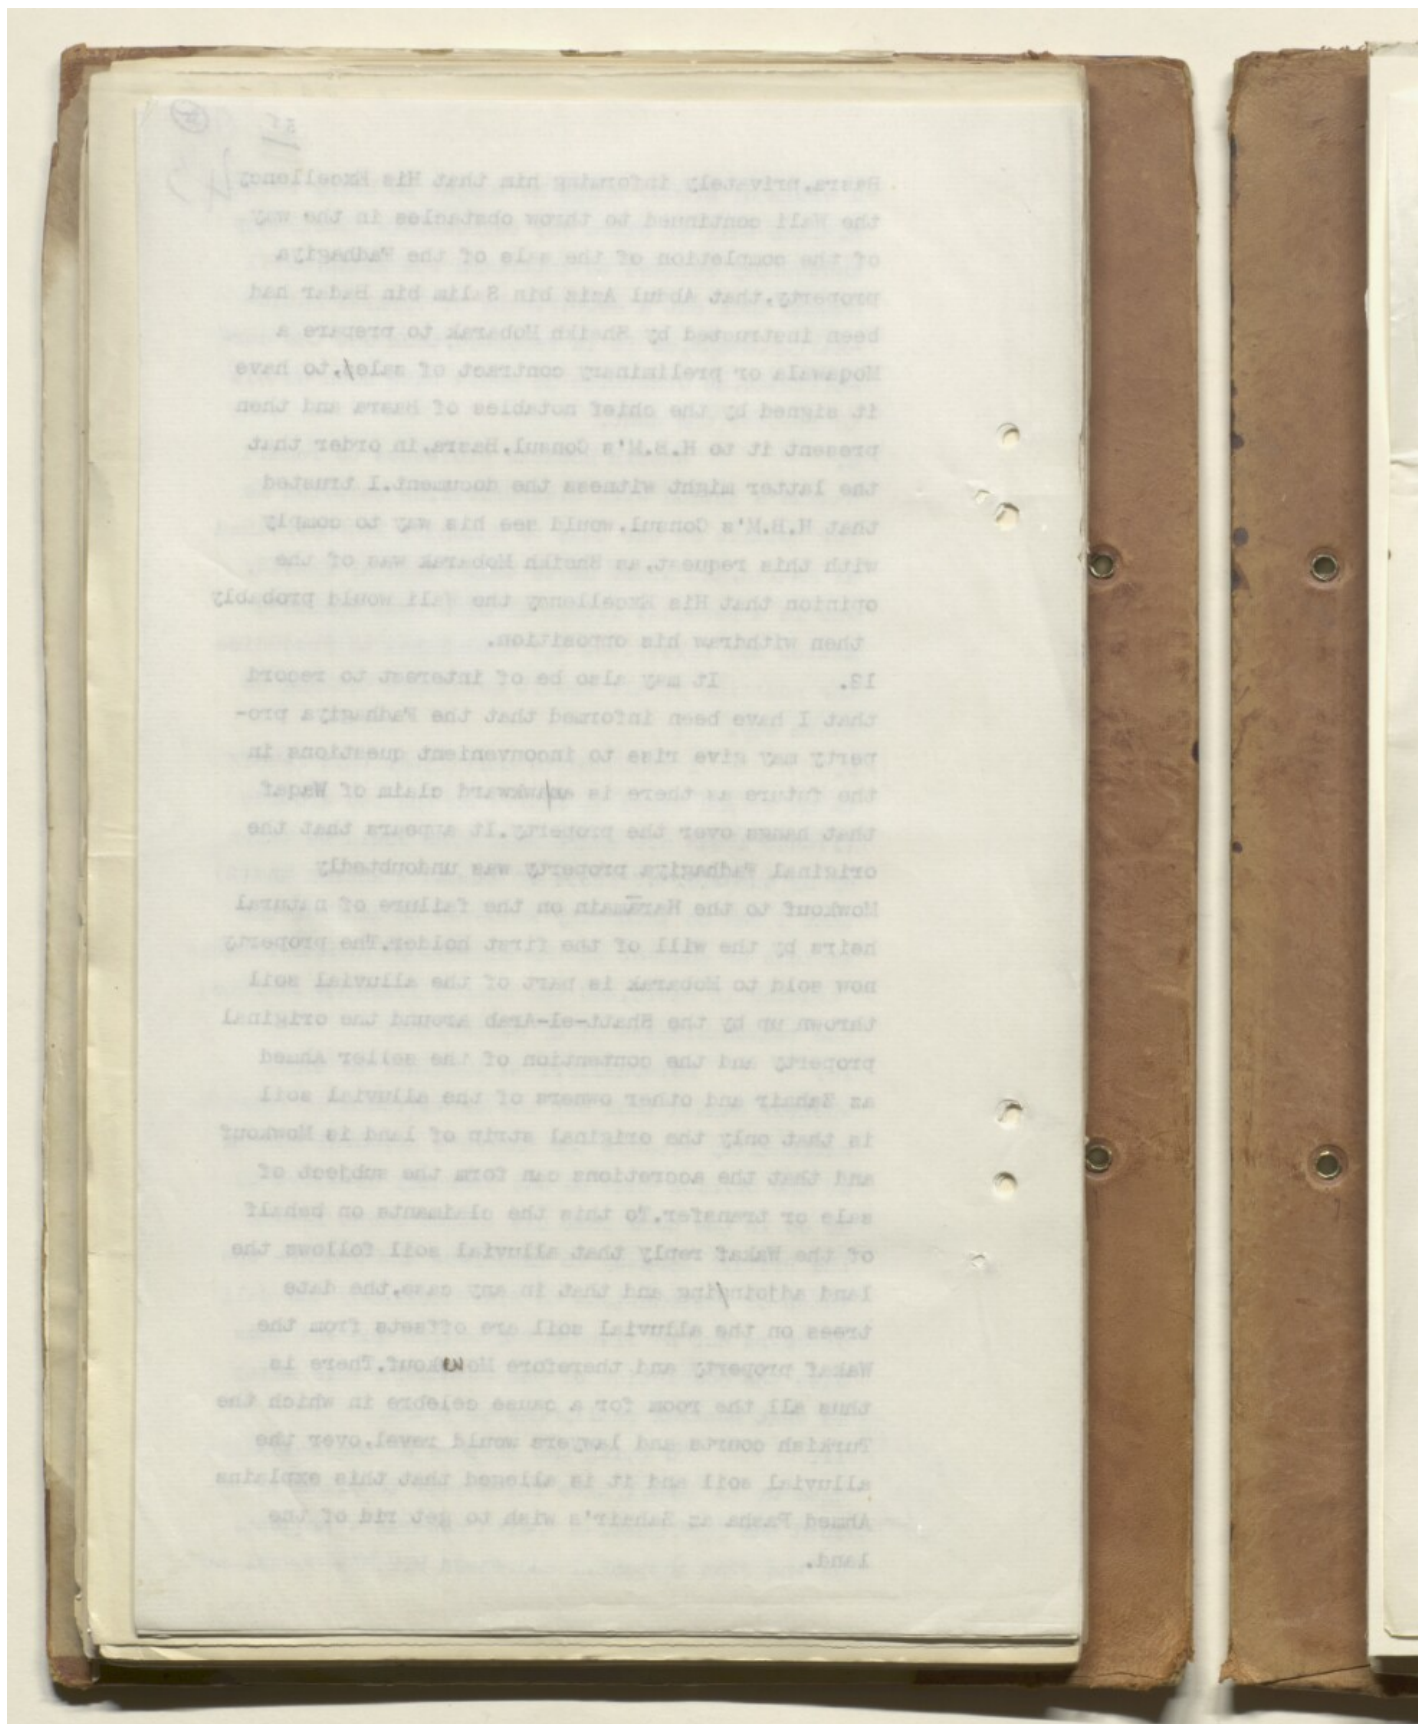 Basra, privately informing him that His Excellency
the Wali continued to throw obstacles in the way
of the completion of the sale of the Fadhagiya
property, that Abdul Aziz bin Salim bin Badar had
been instructed by Sheikh Mobarak to prepare a
Moqawala or preliminary contract of sale, to have
it signed by the chief notables of Basra and then
present it to H.B.M's Consul, Basra, in order that
the latter might witness the document. I trusted
that H.B.M's Consul, would see his way to comply
with this request, as Sheikh Mobarak was of the
opinion that His Excellency the Wali would probably
then withdraw his opposition.
12. It may also be of interest to record
that I have been informed that the Fadhagiya pro-
perty may give rise to inconvenient questions in
the future as there is an/awkward claim of Waqaf
that hangs over the property. It appears that the
original Fadhagiya property was undoubtedly
Mowkouf to the Haramain on the failure of natural
heirs by the will of the first holder. The property
now sold to Mobarak is part of the alluvial soil
thrown up by the Shatt-el-Arab around the original
property and the contention of the seller Ahmed
az Zahair and other owners of the alluvial soil
is that only the original strip of land is Mowkouf
and that the accretions can form the subject of
sale or transfer. To this the claimants on behalf
of the Wakaf reply that alluvial soil follows the
land adjoining and that in any case, the date
trees on the alluvial soil are offsets from the
Wakaf property and therefore Mowkouf. There is
thus all the room for a cause celebre in which the
Turkish courts and lawyers would revel, over the
alluvial soil and it is alleged that this explains
Ahmed Pasha az Zahair's wish to get rid of the
land.